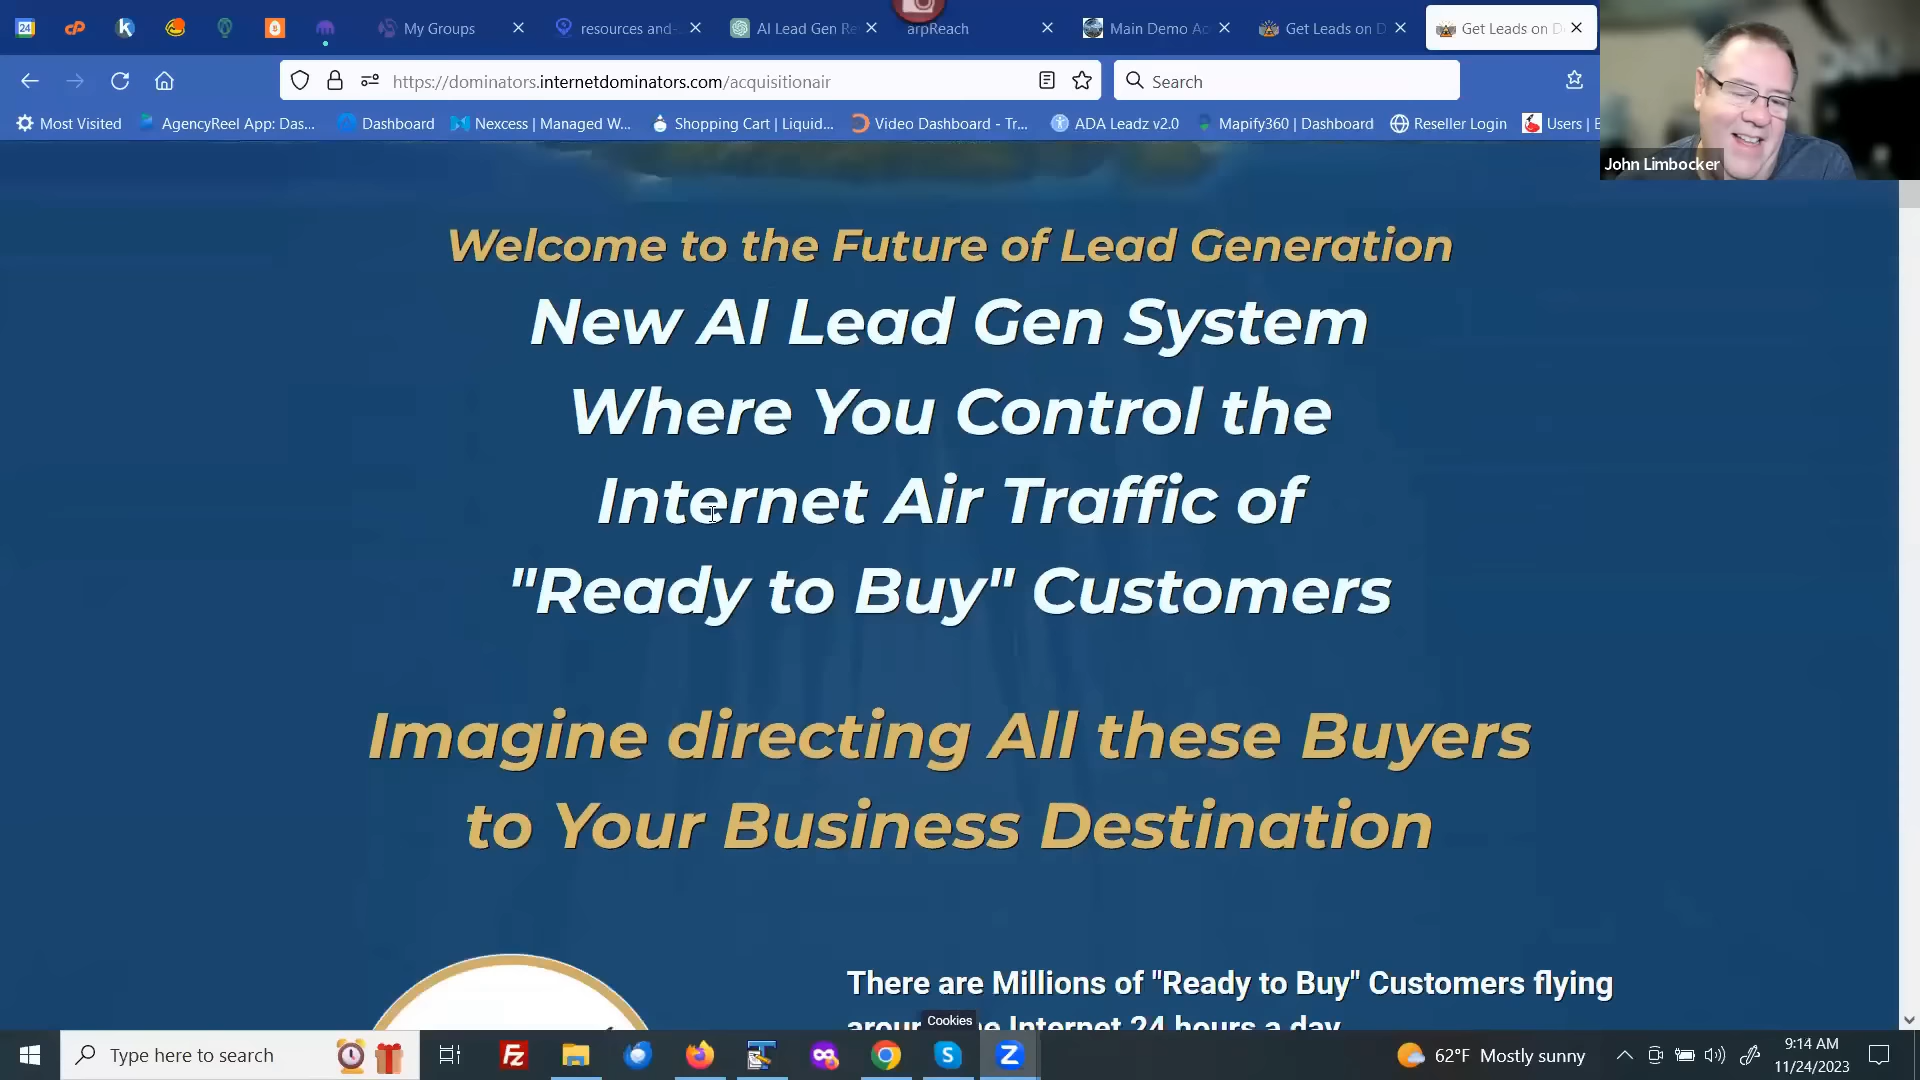 24
My Groups
resources and-
AI Lead Gen Re
arpReach
Main Demo Ac
Get Leads on D
Get Leads on D
https://dominators.internetdominators.com/acquisitionair
Search
Most Visited
AgencyReel App: Das...
Dashboard
Nexcess | Managed W...
Shopping Cart | Liquid...
Video Dashboard - Tr...
ADA Leadz v2.0
Mapify360 | Dashboard
Reseller Login
Users | E
John Limbocker
Welcome to the Future of Lead Generation
New AI Lead Gen System
Where You Control the
Internet Air Traffic of
"Ready to Buy" Customers
Imagine directing All these Buyers
to Your Business Destination
There are Millions of "Ready to Buy" Customers flying
Internet 24 hours a day
Cookies
Type here to search
62°F Mostly sunny
9:14 AM
11/24/2023